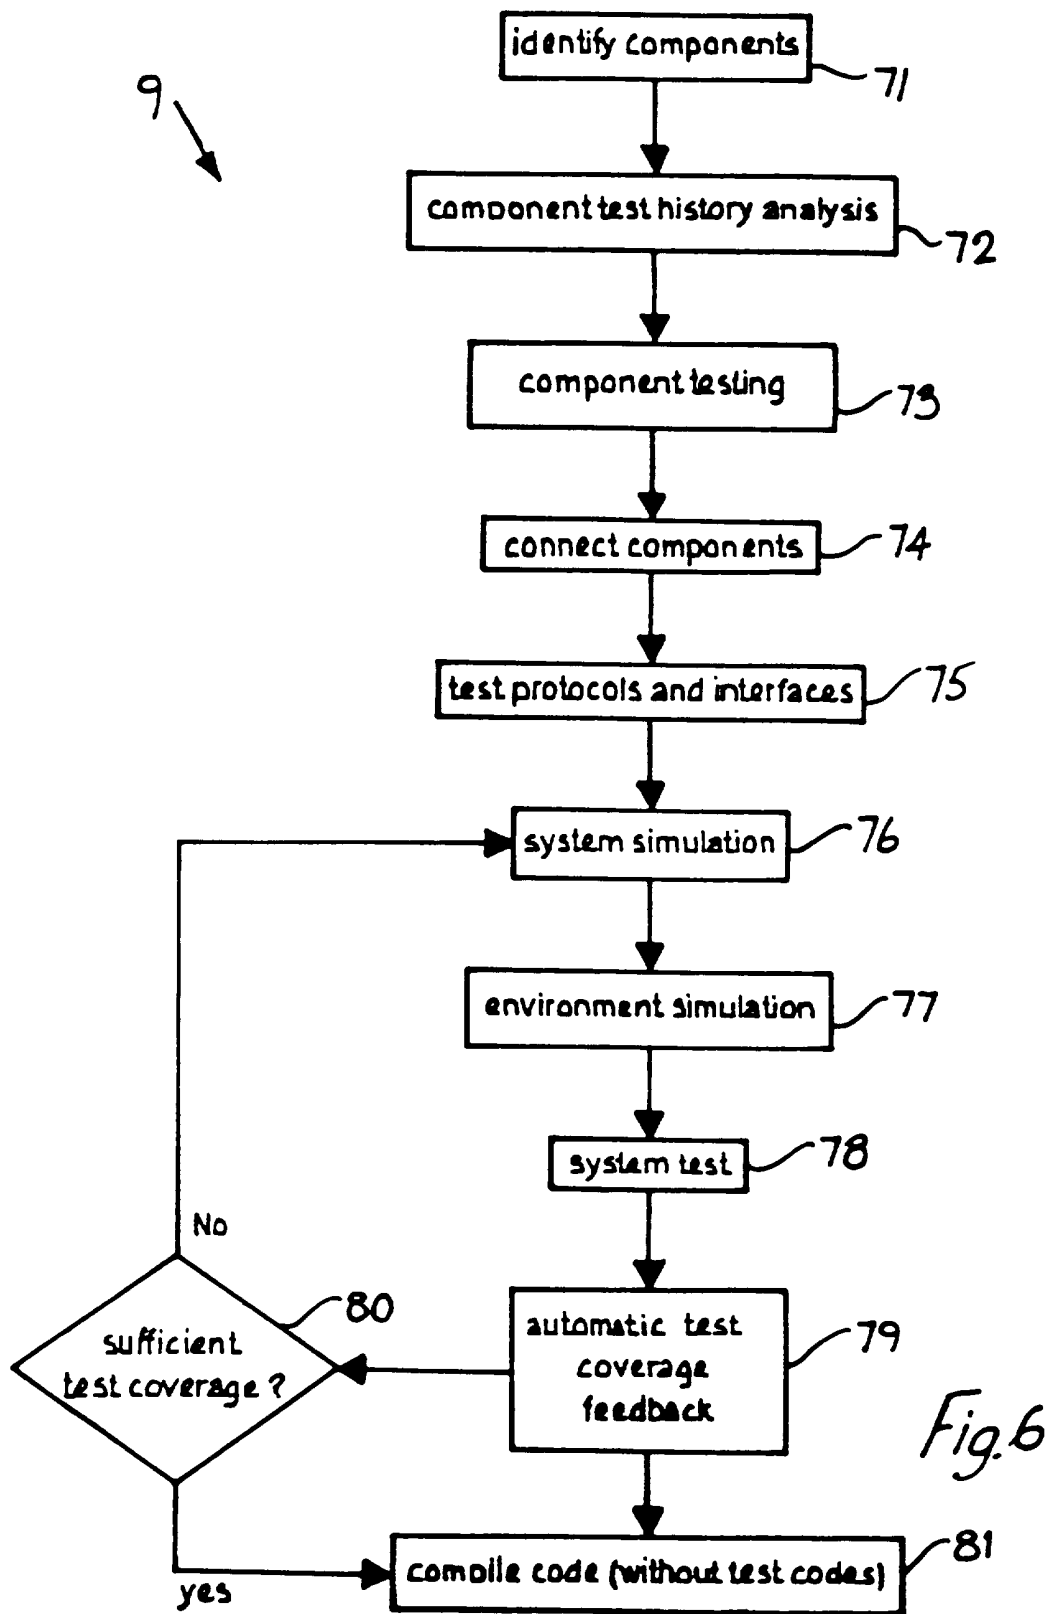 identify components
71
9
component test history analysis
72
component testing
73
connect components
74
test protocols and interfaces
75
system simulation
76
environment simulation
77
system test
78
No
80
sufficient
test coverage ?
automatic test
coverage
feedback
79
Fig.6
compile code (without test codes)
81
yes